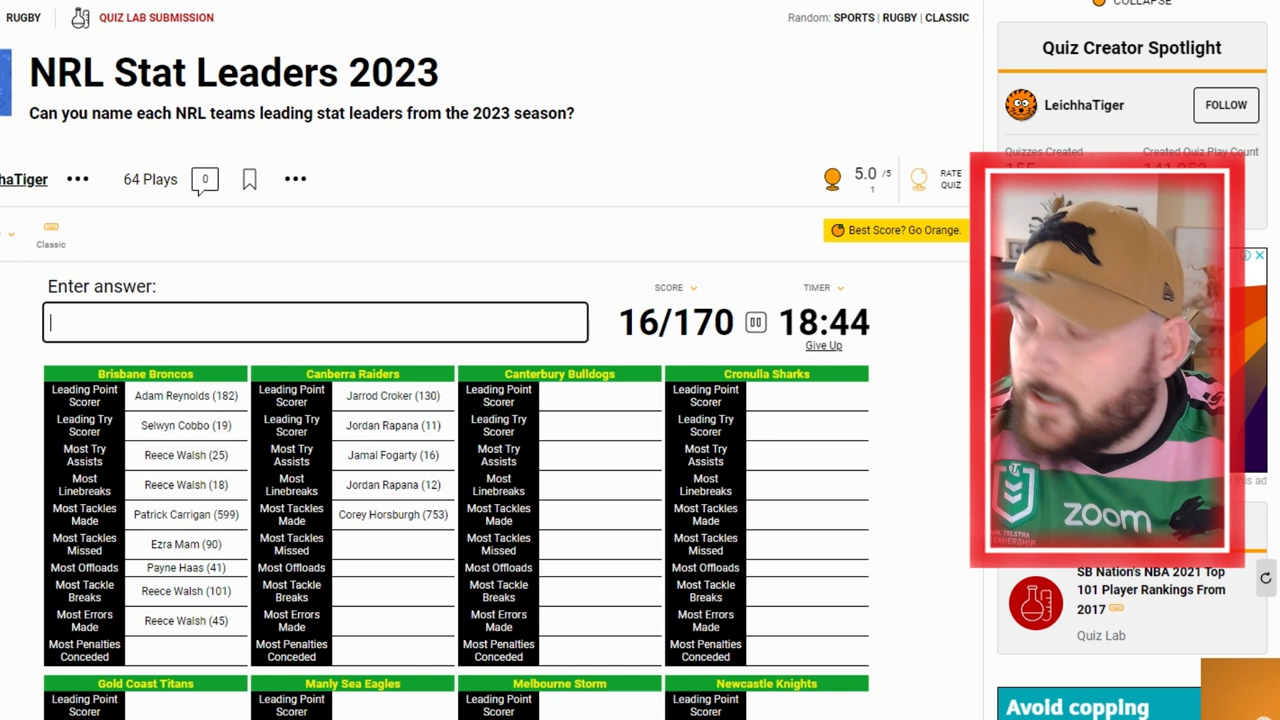 RUGBY
QUIZ LAB SUBMISSION
Random: SPORTS | RUGBY | CLASSIC
NRL Stat Leaders 2023
Can you name each NRL teams leading stat leaders from the 2023 season?
haTiger
•••
64 Plays
0
•••
5.0 /5
1
RATE
QUIZ
Classic
Best Score? Go Orange.
Enter answer:
SCORE
TIMER
16/170
18:44
Give Up
Brisbane Broncos
Leading Point
Scorer
Adam Reynolds (182)
Leading Try
Scorer
Selwyn Cobbo (19)
Most Try
Assists
Reece Walsh (25)
Most
Linebreaks
Reece Walsh (18)
Most Tackles
Made
Patrick Carrigan (599)
Most Tackles
Missed
Ezra Mam (90)
Most Offloads
Payne Haas (41)
Most Tackle
Breaks
Reece Walsh (101)
Most Errors
Made
Reece Walsh (45)
Most Penalties
Conceded
Canberra Raiders
Leading Point
Scorer
Jarrod Croker (130)
Leading Try
Scorer
Jordan Rapana (11)
Most Try
Assists
Jamal Fogarty (16)
Most
Linebreaks
Jordan Rapana (12)
Most Tackles
Made
Corey Horsburgh (753)
Most Tackles
Missed
Most Offloads
Most Tackle
Breaks
Most Errors
Made
Most Penalties
Conceded
Canterbury Bulldogs
Leading Point
Scorer
Leading Try
Scorer
Most Try
Assists
Most
Linebreaks
Most Tackles
Made
Most Tackles
Missed
Most Offloads
Most Tackle
Breaks
Most Errors
Made
Most Penalties
Conceded
Cronulla Sharks
Leading Point
Scorer
Leading Try
Scorer
Most Try
Assists
Most
Linebreaks
Most Tackles
Made
Most Tackles
Missed
Most Offloads
Most Tackle
Breaks
Most Errors
Made
Most Penalties
Conceded
Gold Coast Titans
Leading Point
Scorer
Manly Sea Eagles
Leading Point
Scorer
Melbourne Storm
Leading Point
Scorer
Newcastle Knights
Leading Point
Scorer
COLLAPSE
Quiz Creator Spotlight
LeichhaTiger
FOLLOW
Quizzes Created
Created Quiz Play Count
zoom
this ad
SB Nation's NBA 2021 Top
101 Player Rankings From
2017
Quiz Lab
Avoid copping